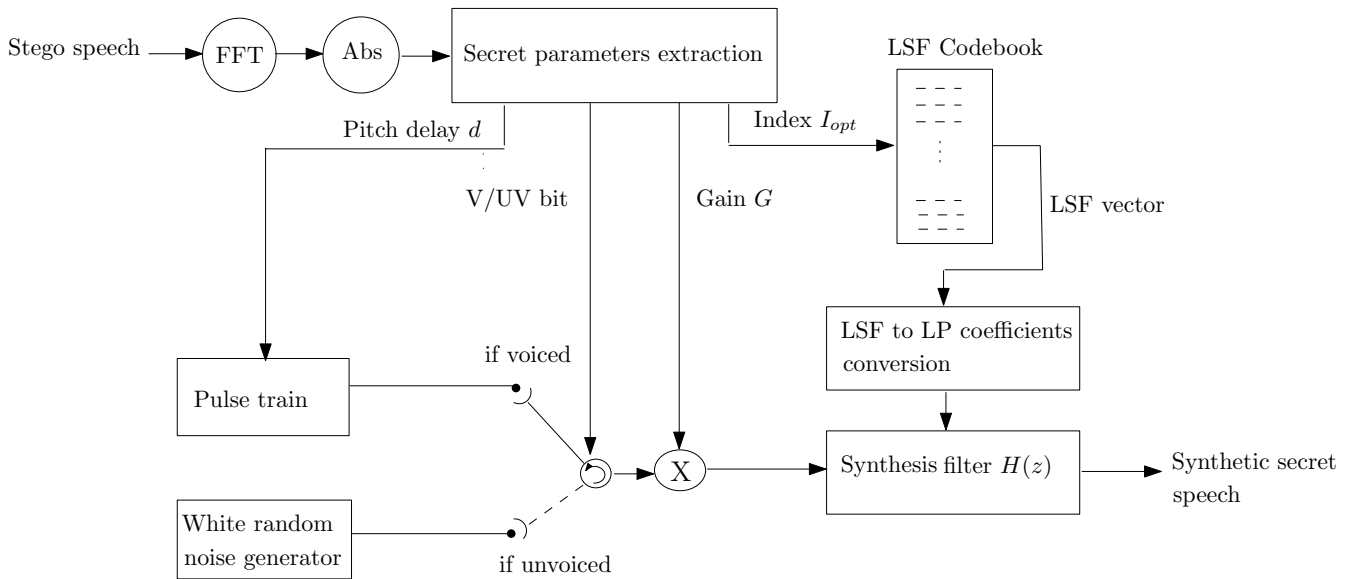 Stego speech
FFT
Abs
Secret parameters extraction
LSF Codebook
Pitch delay d
V/UV bit
Gain G
Index I_opt
LSF vector
LSF to LP coefficients
conversion
if voiced
Pulse train
X
Synthesis filter H(z)
Synthetic secret
speech
White random
noise generator
if unvoiced